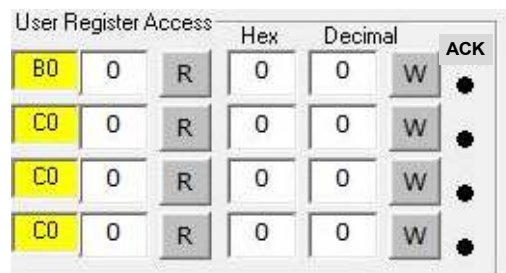 User Register Access
Hex Decimal
ACK
B0 0 R 0 0 W
C0 0 R 0 0 W
C0 0 R 0 0 W
C0 0 R 0 0 W